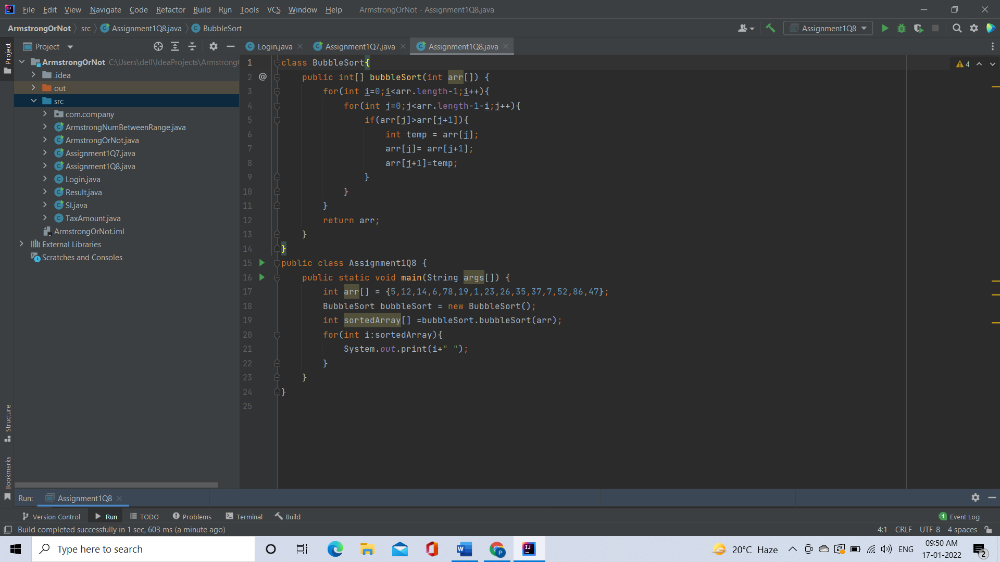 File Edit View Navigate Code Refactor Build Run Tools VCS Window Help ArmstrongOrNot - Assignment1Q8.java
ArmstrongOrNot src Assignment1Q8.java BubbleSort Assignment1Q8
Project
Project
Login.java Assignment1Q7.java Assignment1Q8.java
ArmstrongOrNot C:\Users\dell\IdeaProjects\Armstrong
.idea
out
src
com.company
ArmstrongNumBetweenRange.java
ArmstrongOrNot.java
Assignment1Q7.java
Assignment1Q8.java
Login.java
Result.java
SI.java
TaxAmount.java
ArmstrongOrNot.iml
External Libraries
Scratches and Consoles
4
1 class BubbleSort{
2 @ public int[] bubbleSort(int arr[]) {
3 for(int i=0;i<arr.length-1;i++){
4 for(int j=0;j<arr.length-1-i;j++){
5 if(arr[j]>arr[j+1]){
6 int temp = arr[j];
7 arr[j]= arr[j+1];
8 arr[j+1]=temp;
9 }
10 }
11 }
12 return arr;
13 }
14 }
15 public class Assignment1Q8 {
16 public static void main(String args[]) {
17 int arr[] = {5,12,14,6,78,19,1,23,26,35,37,7,52,86,47};
18 BubbleSort bubbleSort = new BubbleSort();
19 int sortedArray[] =bubbleSort.bubbleSort(arr);
20 for(int i:sortedArray){
21 System.out.print(i+" ");
22 }
23 }
24 }
25
Structure
Bookmarks
Run: Assignment1Q8
Version Control Run TODO Problems Terminal Build 1 Event Log
Build completed successfully in 1 sec, 603 ms (a minute ago) 4:1 CRLF UTF-8 4 spaces
Type here to search 20°C Haze ENG 09:50 AM
17-01-2022 2